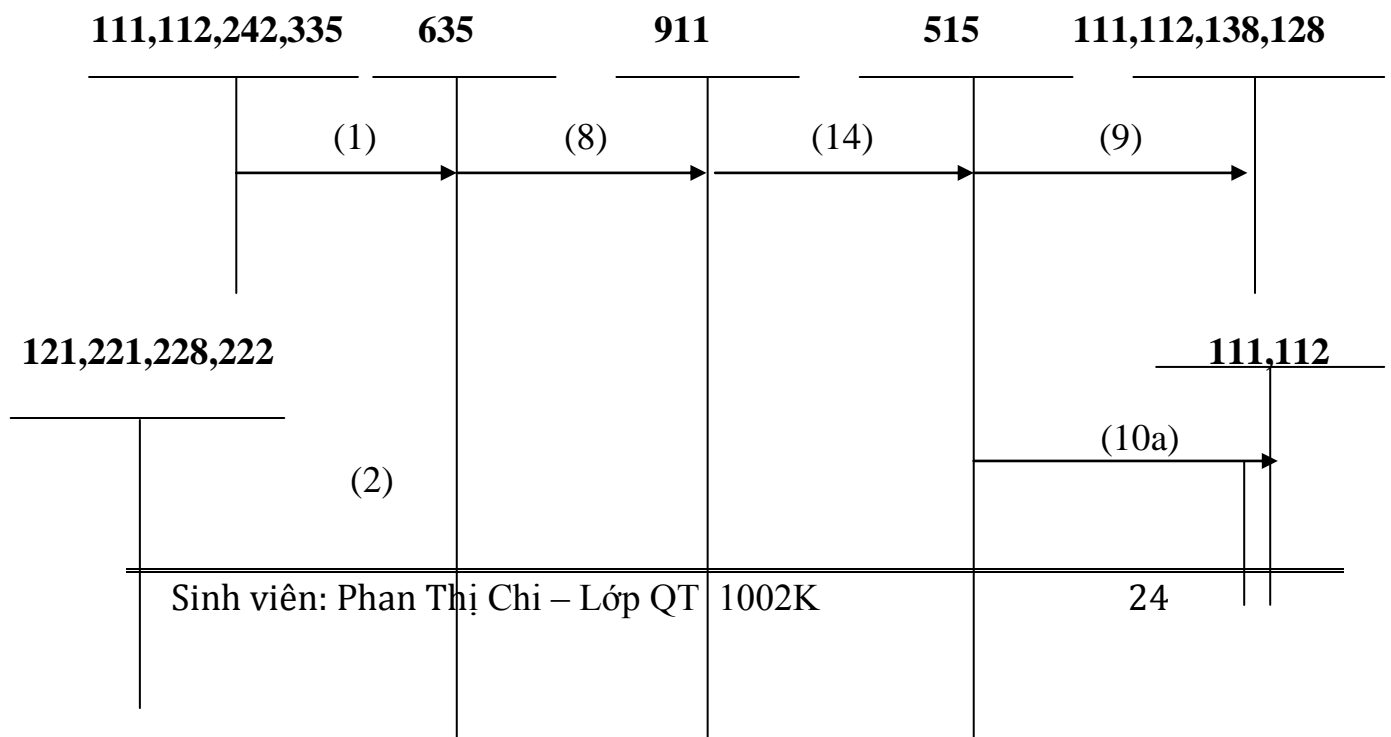 111,112,242,335 635 911 515 111,112,138,128
(1) (8) (14) (9)
121,221,228,222 111,112
(10a)
(2)
Sinh viên: Phan Thị Chi – Lớp QT 1002K 24